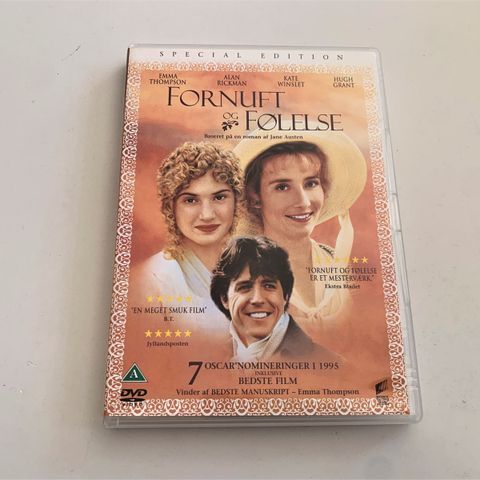 SPECIAL EDITION
EMMA THOMPSON
ALAN RICKMAN
KATE WINSLET
HUGH GRANT
FORNUFT
OG FØLELSE
Baseret på en roman af Jane Austen
"FORNUFT OG FØLELSE
ER ET MESTERVÆRK."
Ekstra Bladet
"EN MEGET SMUK FILM"
B.T.
Jyllandsposten
7 OSCAR NOMINERINGER I 1995
INKLUSIVE
BEDSTE FILM
Vinder af BEDSTE MANUSKRIPT – Emma Thompson
A
DVD
VIDEO